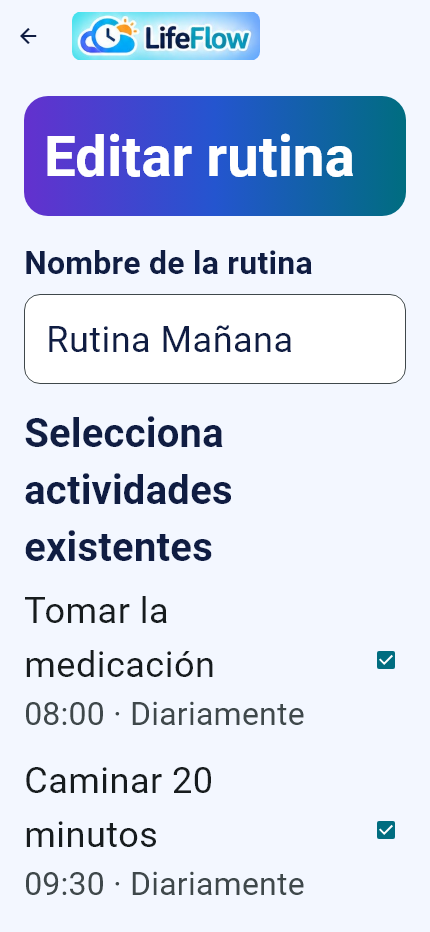 LifeFlow
Editar rutina
Nombre de la rutina
Rutina Mañana
Selecciona
actividades
existentes
Tomar la
medicación
08:00 · Diariamente
Caminar 20
minutos
09:30 · Diariamente